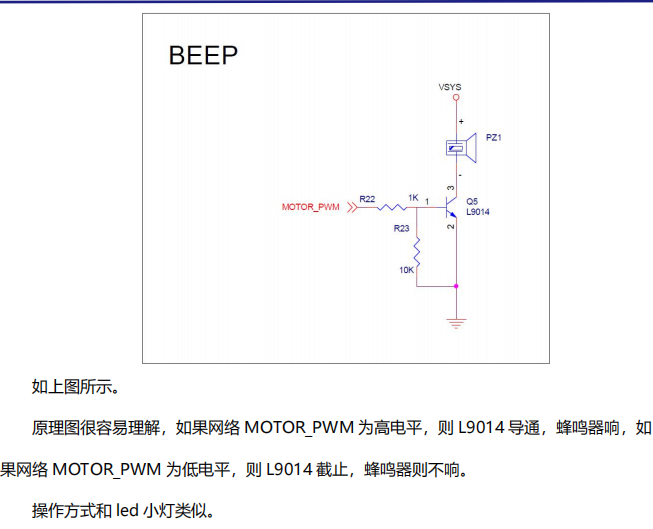 BEEP
VSYS
+
PZ1
-
3
R22
1K
1
Q5
MOTOR_PWM
L9014
R23
2
10K
如上图所示。
原理图很容易理解，如果网络 MOTOR_PWM 为高电平，则 L9014 导通，蜂鸣器响，如
果网络 MOTOR_PWM 为低电平，则 L9014 截止，蜂鸣器则不响。
操作方式和 led 小灯类似。